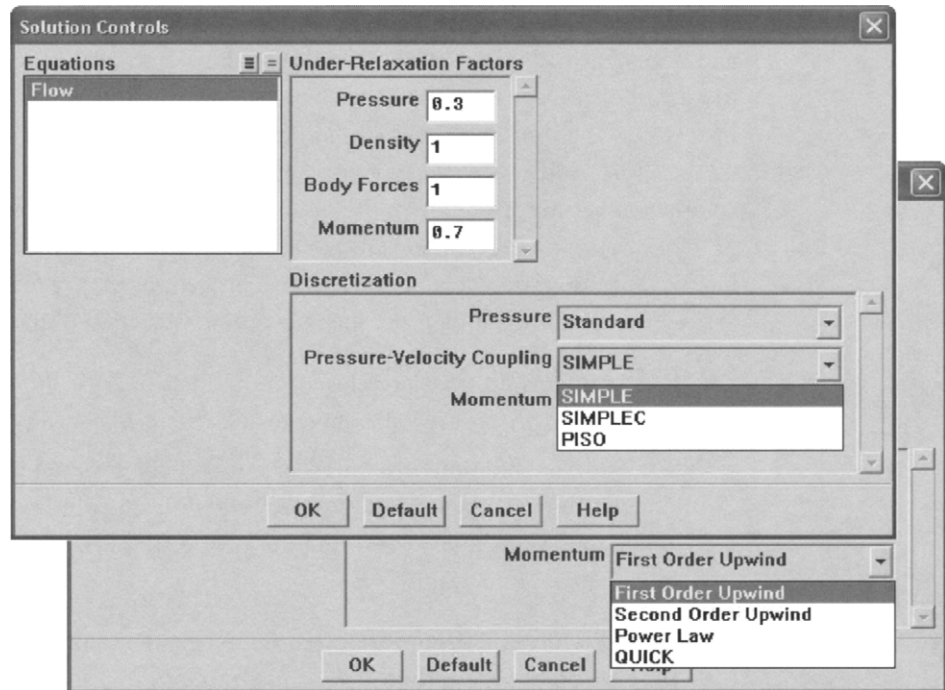 Solution Controls
Equations
Flow
Under-Relaxation Factors
Pressure 0.3
Density 1
Body Forces 1
Momentum 0.7
Discretization
Pressure Standard
Pressure-Velocity Coupling SIMPLE
Momentum SIMPLE
SIMPLEC
PISO
OK Default Cancel Help
Momentum First Order Upwind
First Order Upwind
Second Order Upwind
Power Law
QUICK
OK Default Cancel